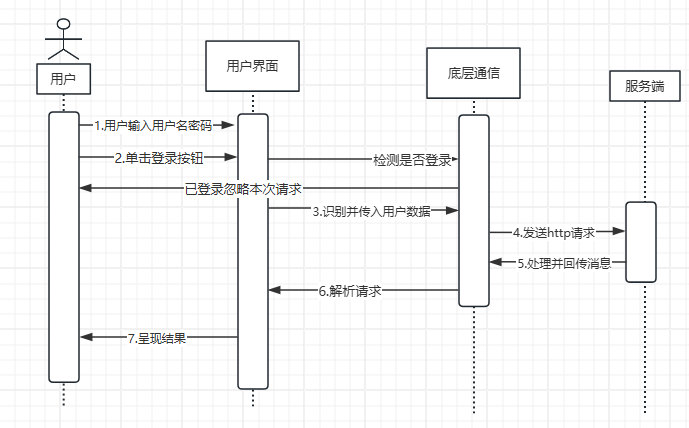 用户
用户界面
底层通信
服务端
1.用户输入用户名密码
2.单击登录按钮
检测是否登录
已登录忽略本次请求
3.识别并传入用户数据
4.发送http请求
5.处理并回传消息
6.解析请求
7.呈现结果